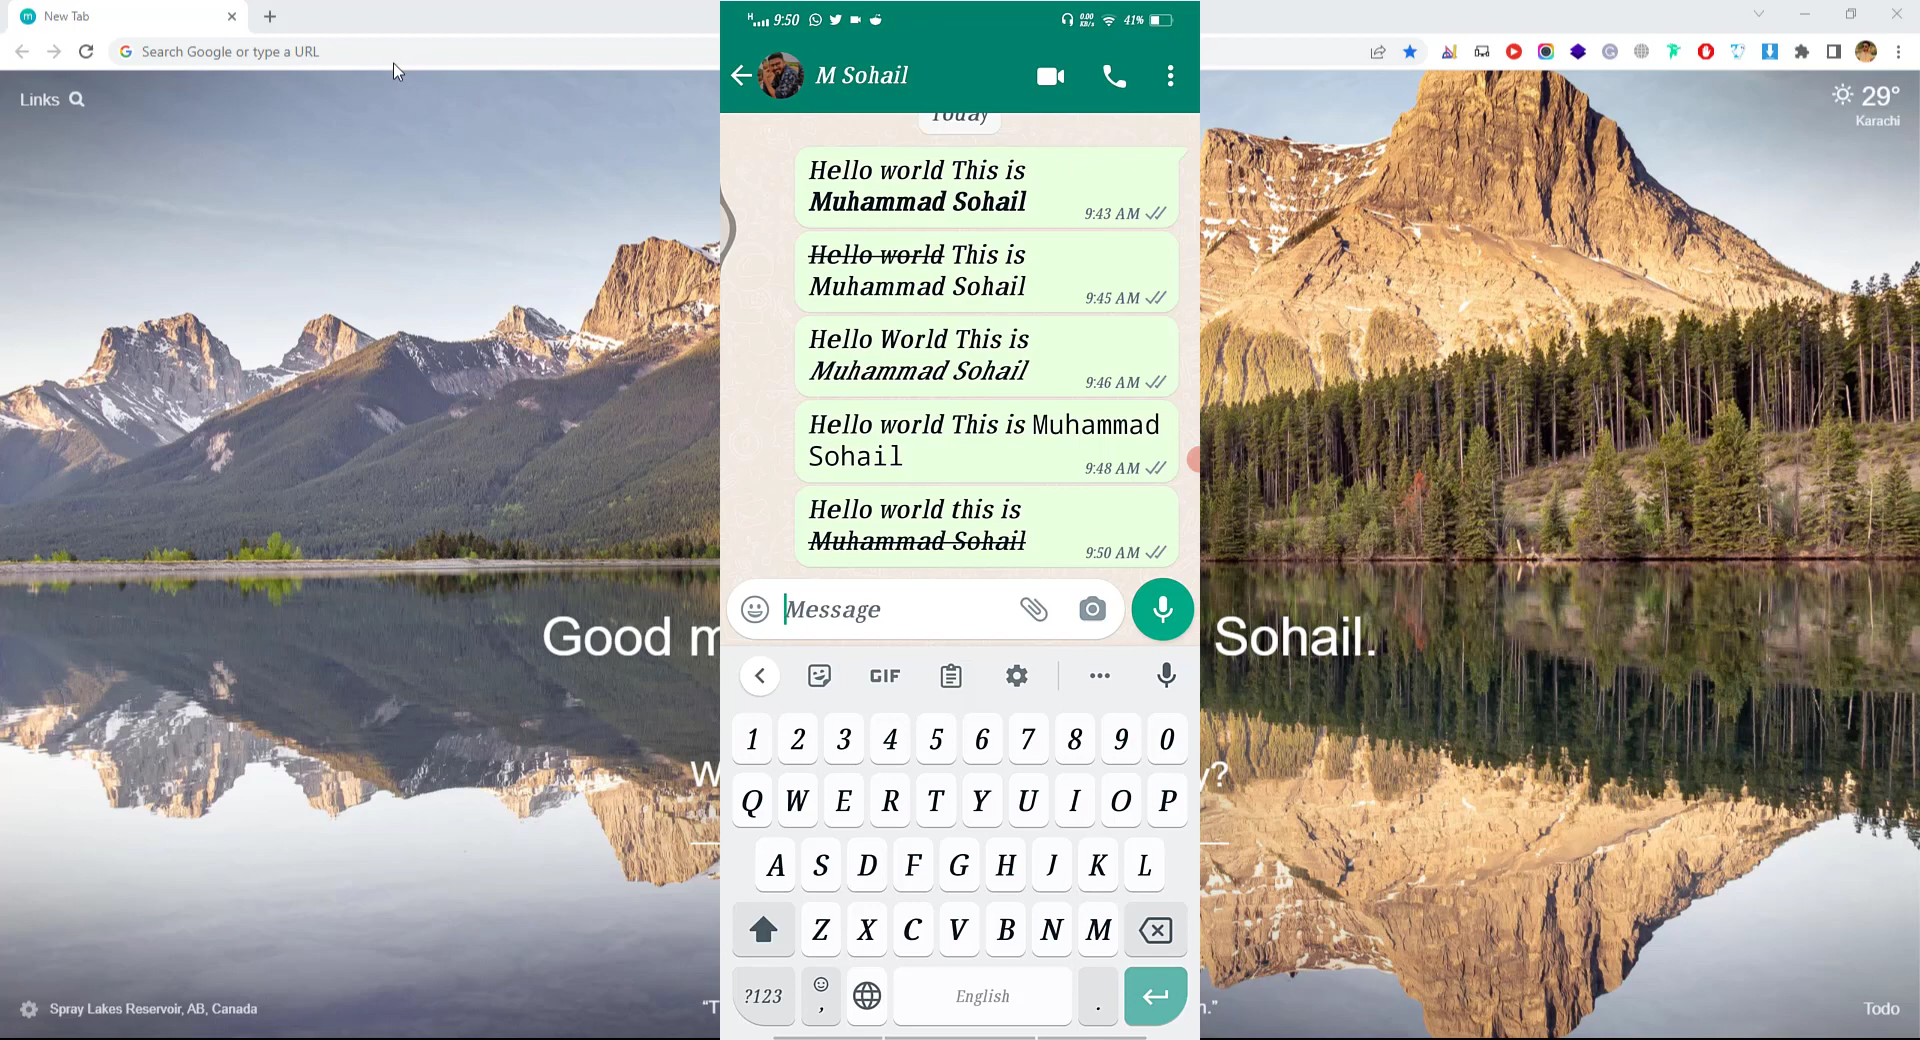 New Tab
Search Google or type a URL
Links
29°
Karachi
Good m
Sohail.
W
y?
Spray Lakes Reservoir, AB, Canada
“T
n.”
Todo
9:50
0.00
KB/s
41%
M Sohail
Today
Hello world This is
Muhammad Sohail
9:43 AM
Hello world This is
Muhammad Sohail
9:45 AM
Hello World This is
Muhammad Sohail
9:46 AM
Hello world This is Muhammad
Sohail
9:48 AM
Hello world this is
Muhammad Sohail
9:50 AM
Message
GIF
1 2 3 4 5 6 7 8 9 0
Q W E R T Y U I O P
A S D F G H J K L
Z X C V B N M
?123 , English .